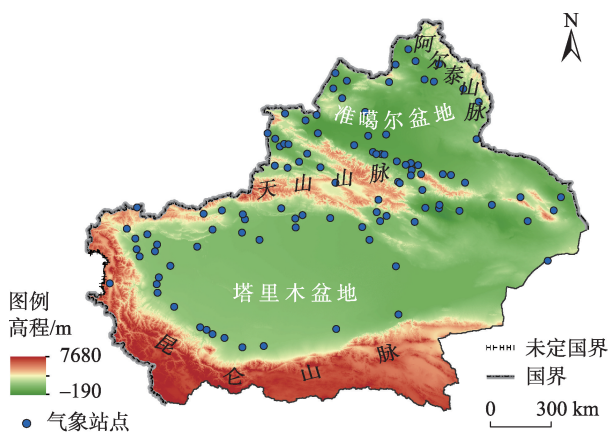 N
阿尔泰山脉
准噶尔盆地
天山山脉
塔里木盆地
昆仑山脉
图例
高程/m
7680
-190
气象站点
未定国界
国界
0 300 km